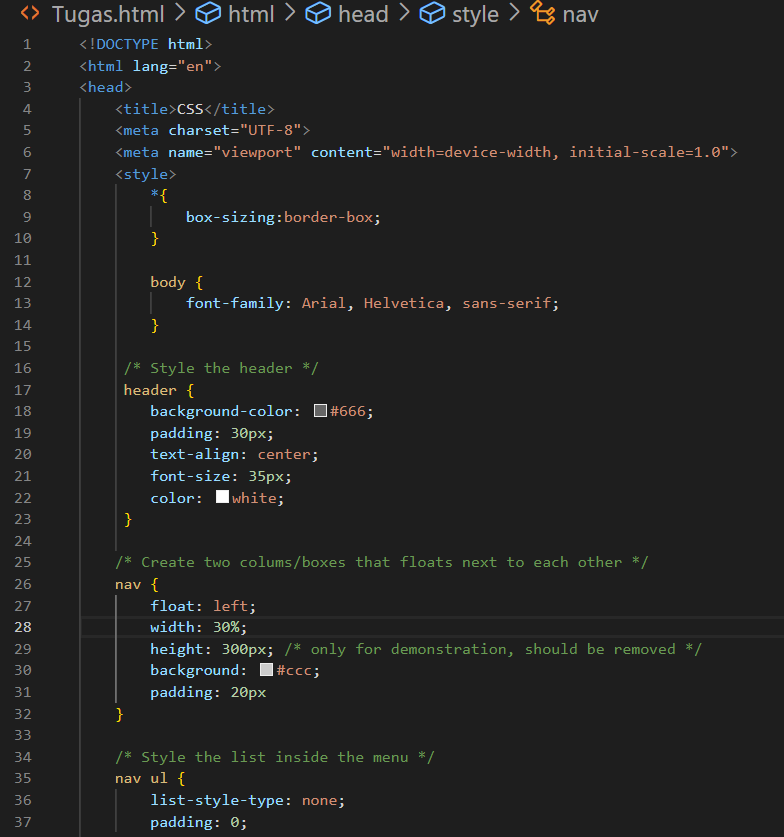 Tugas.html > html > head > style > nav
1 <!DOCTYPE html>
2 <html lang="en">
3 <head>
4 <title>CSS</title>
5 <meta charset="UTF-8">
6 <meta name="viewport" content="width=device-width, initial-scale=1.0">
7 <style>
8 *{
9 box-sizing:border-box;
10 }
11
12 body {
13 font-family: Arial, Helvetica, sans-serif;
14 }
15
16 /* Style the header */
17 header {
18 background-color: #666;
19 padding: 30px;
20 text-align: center;
21 font-size: 35px;
22 color: white;
23 }
24
25 /* Create two colums/boxes that floats next to each other */
26 nav {
27 float: left;
28 width: 30%;
29 height: 300px; /* only for demonstration, should be removed */
30 background: #ccc;
31 padding: 20px
32 }
33
34 /* Style the list inside the menu */
35 nav ul {
36 list-style-type: none;
37 padding: 0;